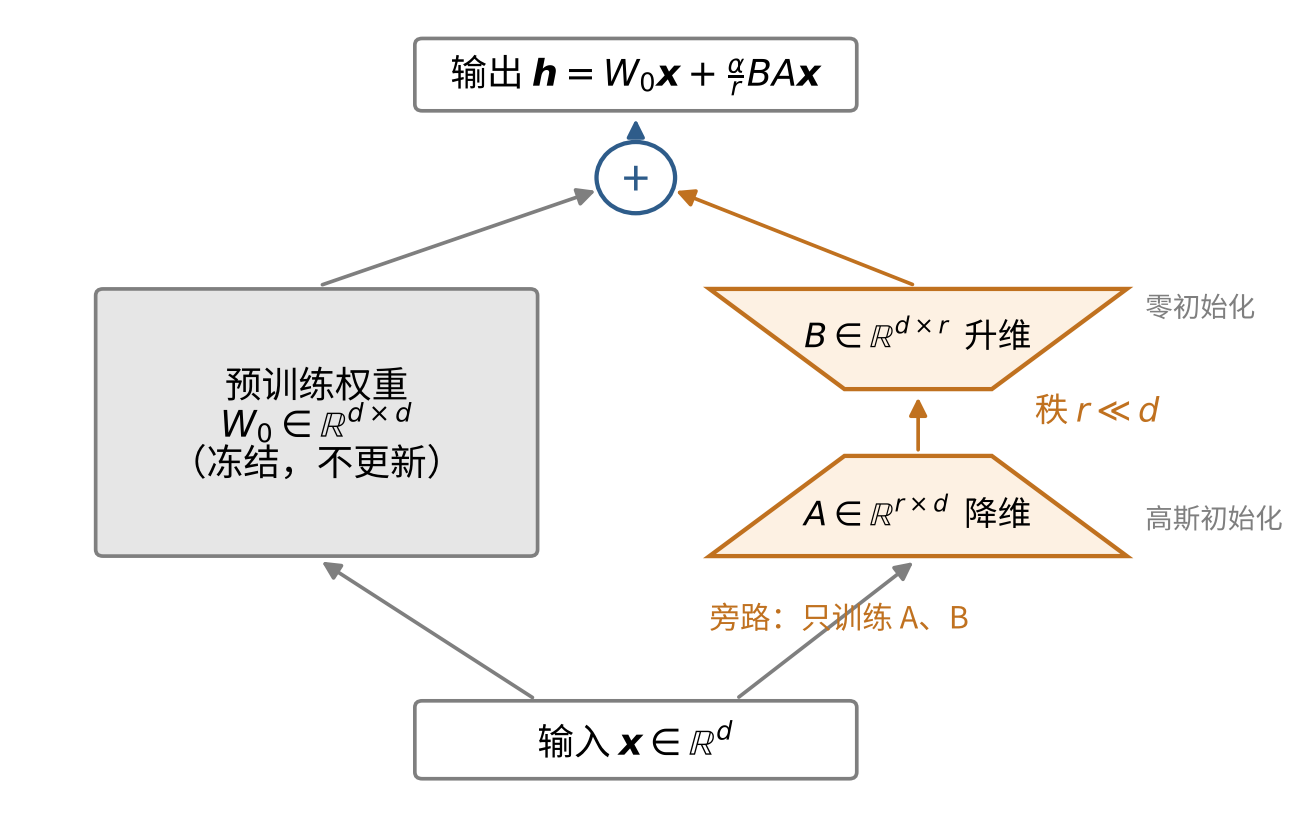 输出 h = W₀x + α/r BAx
+
零初始化
B ∈ ℝ^{d×r} 升维
预训练权重
W₀ ∈ ℝ^{d×d}
（冻结，不更新）
秩 r ≪ d
A ∈ ℝ^{r×d} 降维
高斯初始化
旁路：只训练 A、B
输入 x ∈ ℝ^d